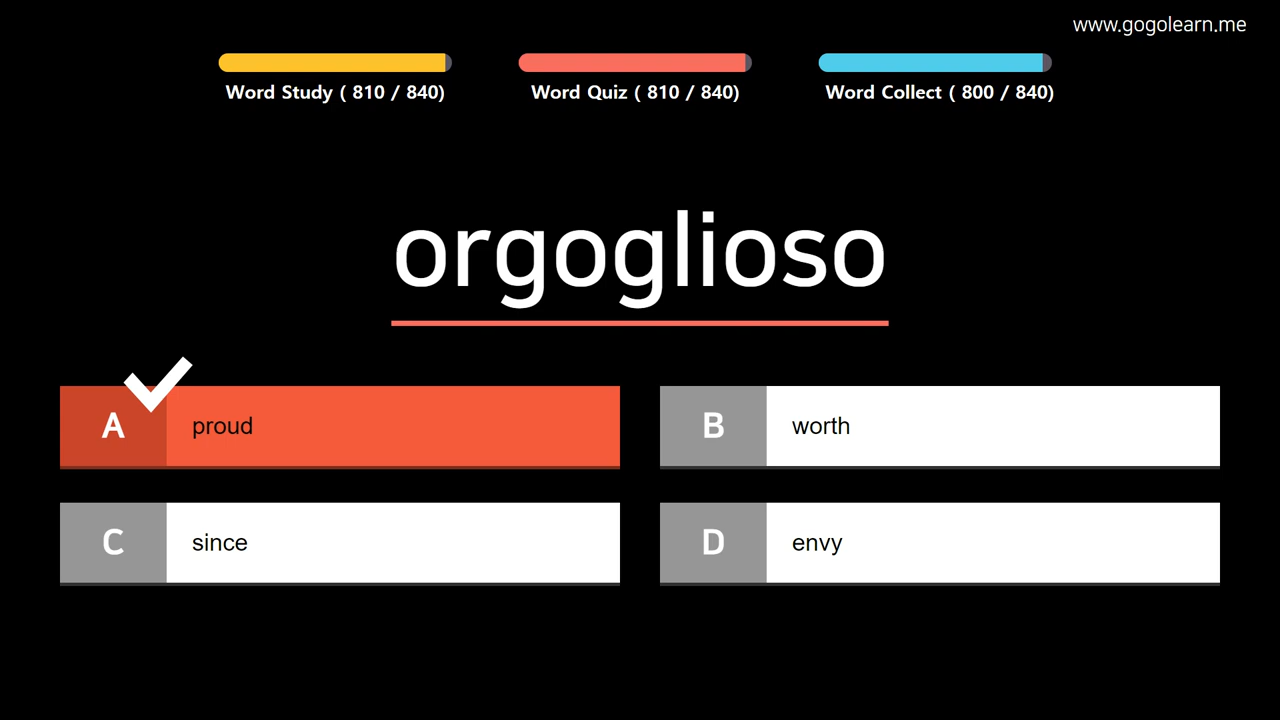 www.gogolearn.me
Word Study ( 810 / 840)
Word Quiz ( 810 / 840)
Word Collect ( 800 / 840)
orgoglioso
A proud
B worth
C since
D envy